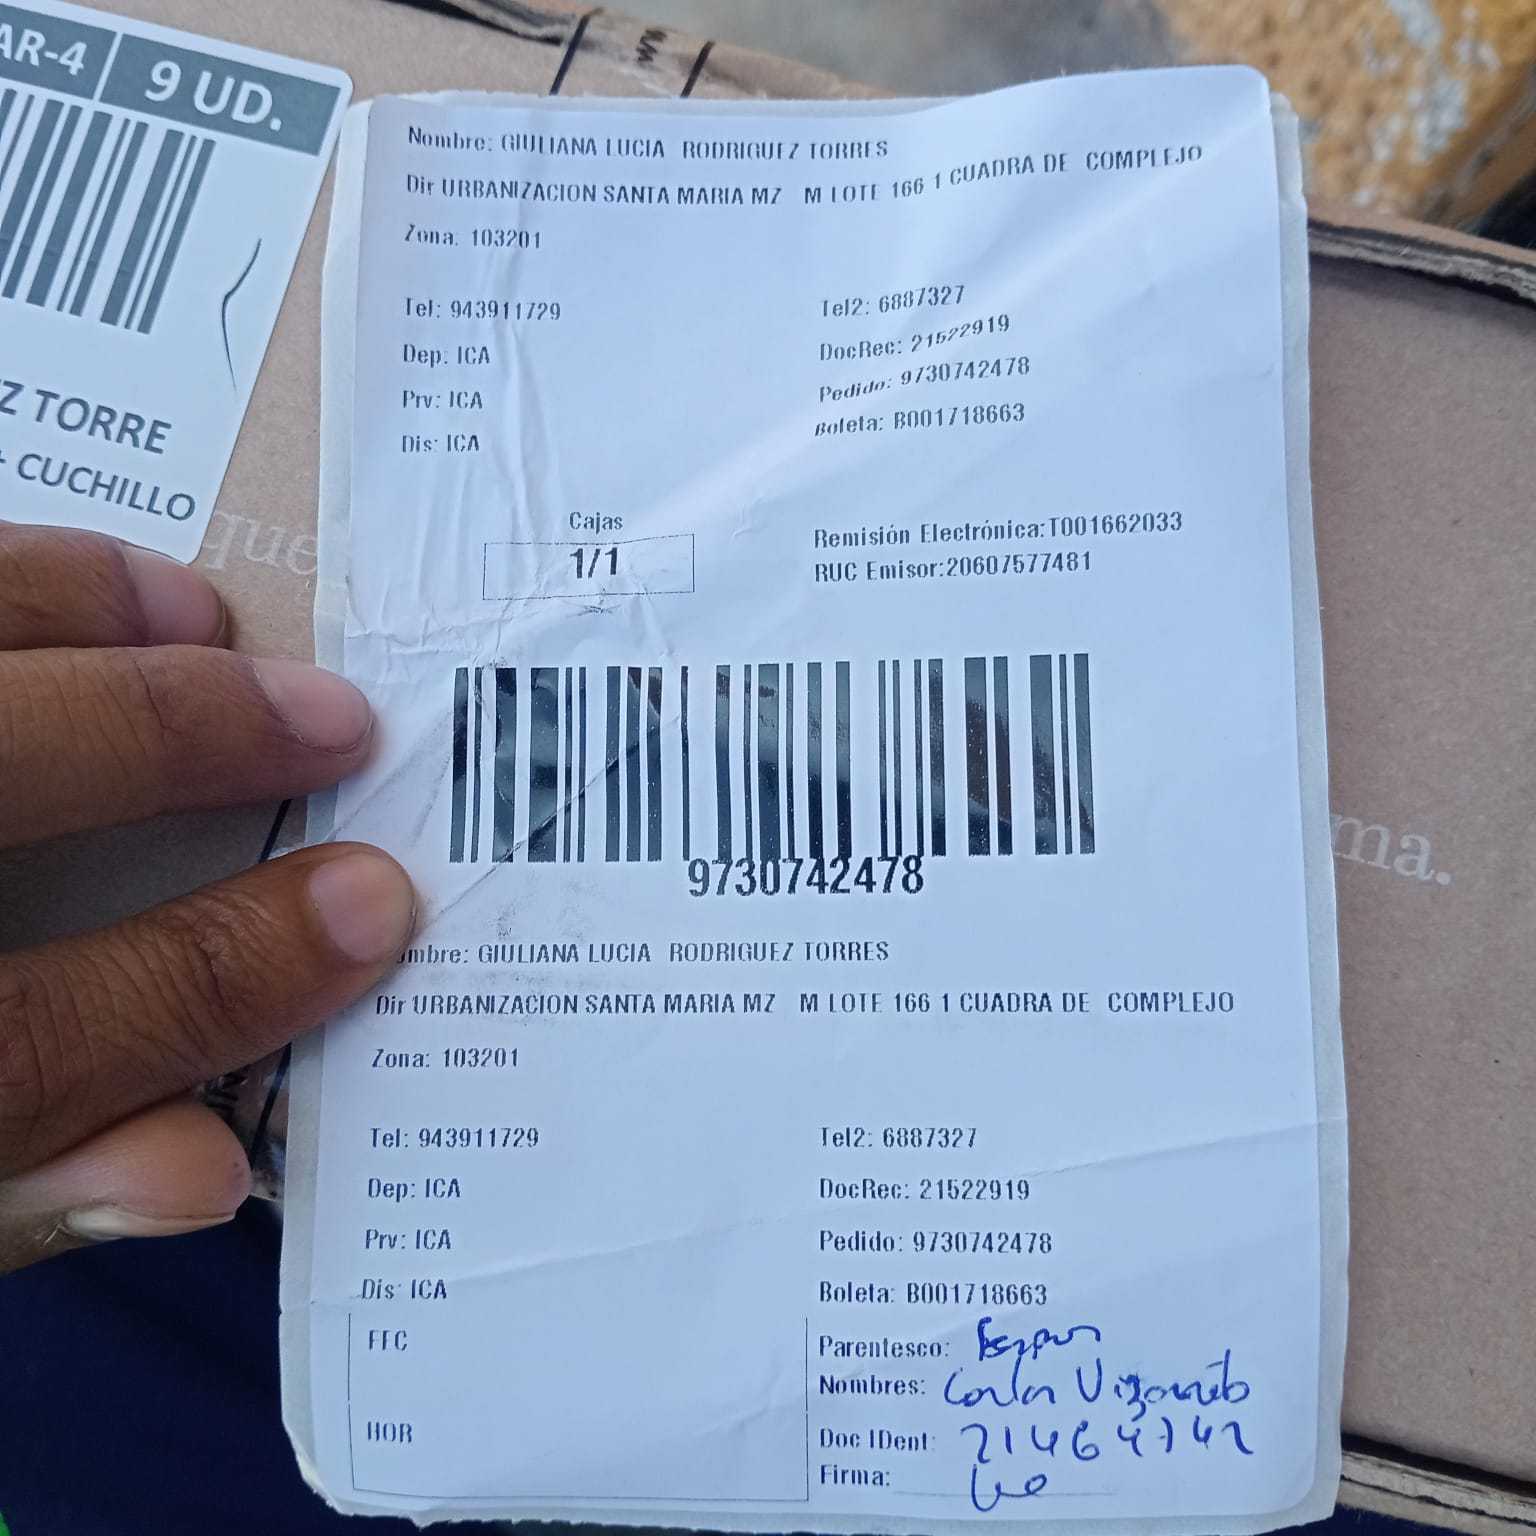 AR-4 9 UD.
Z TORRE
+ CUCHILLO
que
Nombre: GIULIANA LUCIA RODRIGUEZ TORRES
Dir URBANIZACION SANTA MARIA MZ M LOTE 166 1 CUADRA DE COMPLEJO
Zona: 103201
Tel: 943911729 Tel2: 6887327
Dep: ICA DocRec: 21522919
Prv: ICA Pedido: 9730742478
Dis: ICA Boleta: B001718663
Cajas
1/1
Remisión Electrónica:T001662033
RUC Emisor:20607577481
9730742478
ma.
ombre: GIULIANA LUCIA RODRIGUEZ TORRES
Dir URBANIZACION SANTA MARIA MZ M LOTE 166 1 CUADRA DE COMPLEJO
Zona: 103201
Tel: 943911729 Tel2: 6887327
Dep: ICA DocRec: 21522919
Prv: ICA Pedido: 9730742478
Dis: ICA Boleta: B001718663
FEC
HOR
Parentesco:
Nombres:
Doc IDent: 21464742
Firma: